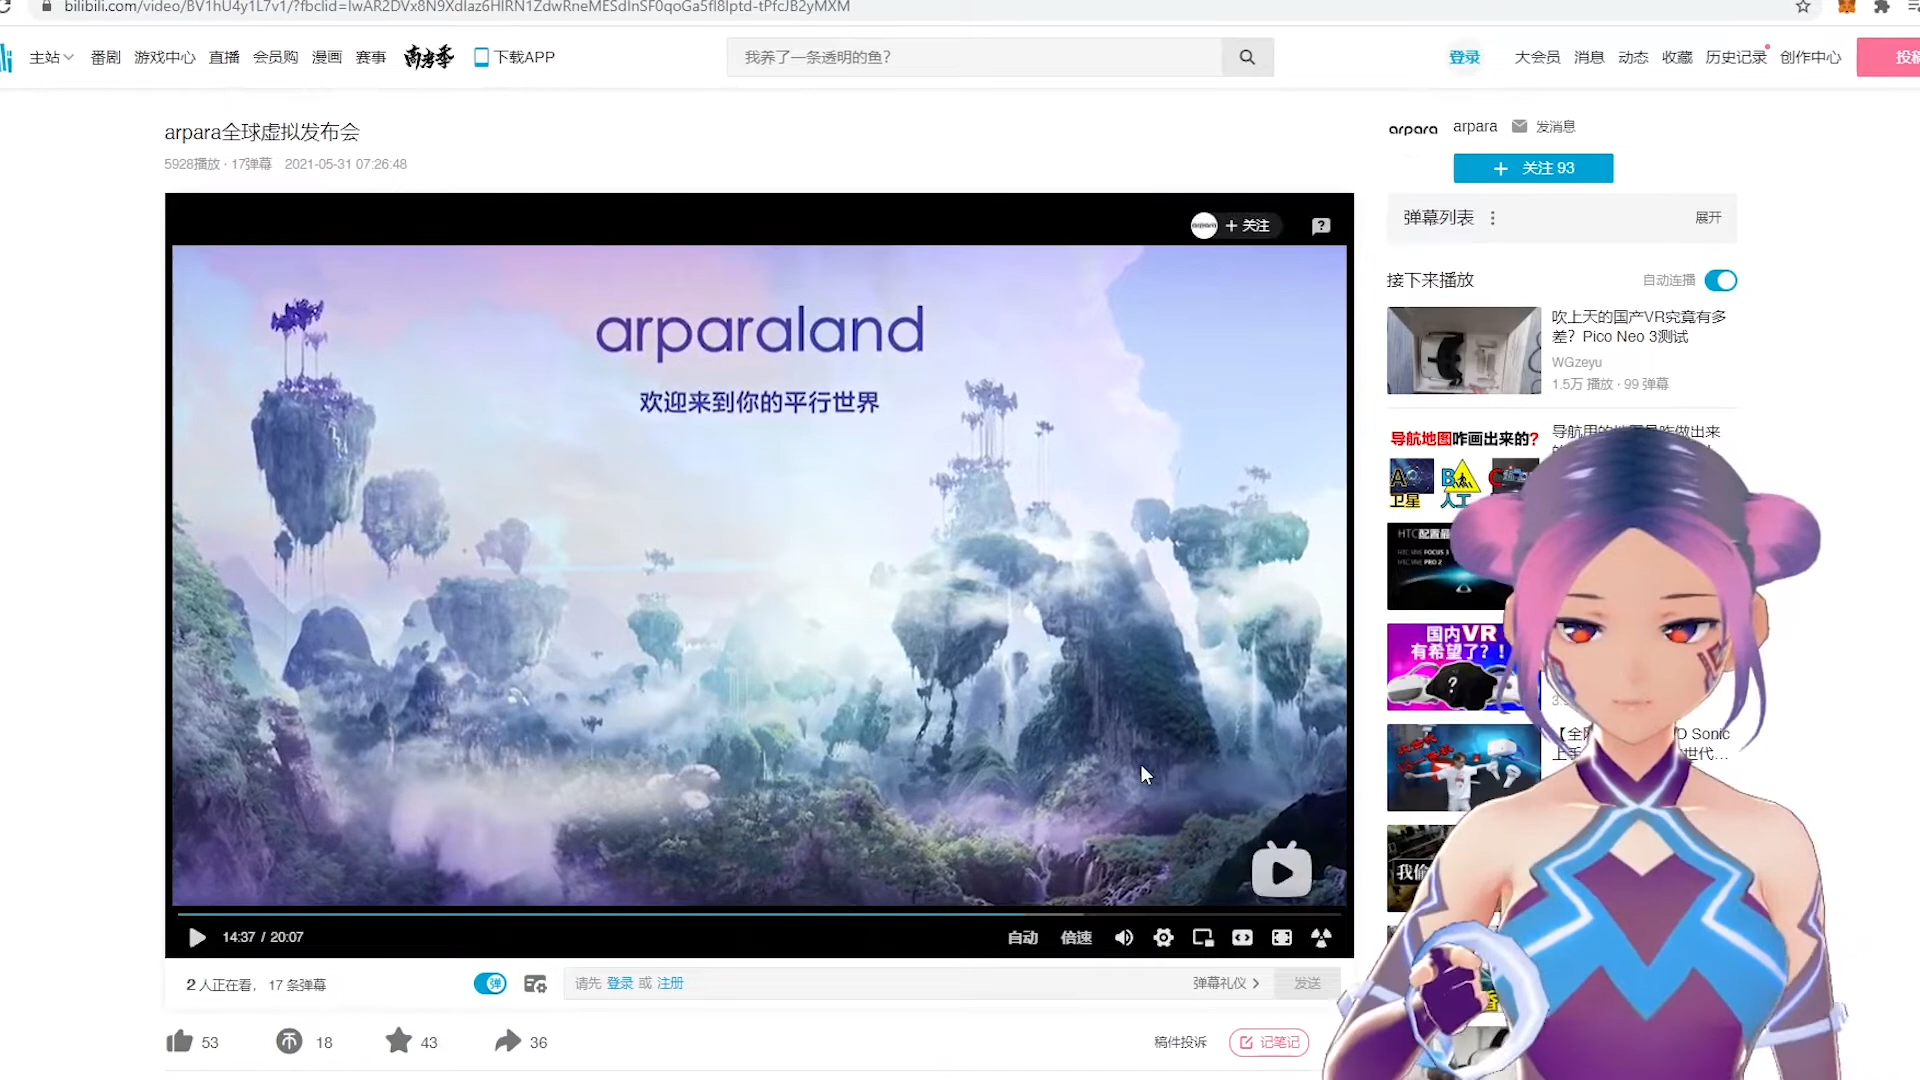 bilibili.com/video/BV1hU4y1L7v1/?fbclid=IwAR2DVx8N9Xdlaz6HlRN1ZdwRneMESdlnSF0qoGa5fl8lptd-tPfcJB2yMXM
主站 番剧 游戏中心 直播 会员购 漫画 赛事 高考季 下载APP
我养了一条透明的鱼？
登录 大会员 消息 动态 收藏 历史记录 创作中心
arpara全球虚拟发布会
5928播放 · 17弹幕 2021-05-31 07:26:48
arpara arpara 发消息
+ 关注 93
+ 关注
弹幕列表 展开
arparaland
欢迎来到你的平行世界
接下来播放 自动连播
吹上天的国产VR究竟有多
差？Pico Neo 3测试
WGzeyu
1.5万 播放 · 99 弹幕
导航地图咋画出来的?
A B C
卫星 人工
国内VR
有希望了？！
14:37 / 20:07 自动 倍速
2 人正在看， 17 条弹幕
弹 请先 登录 或 注册 弹幕礼仪 发送
53 18 43 36 稿件投诉 记笔记